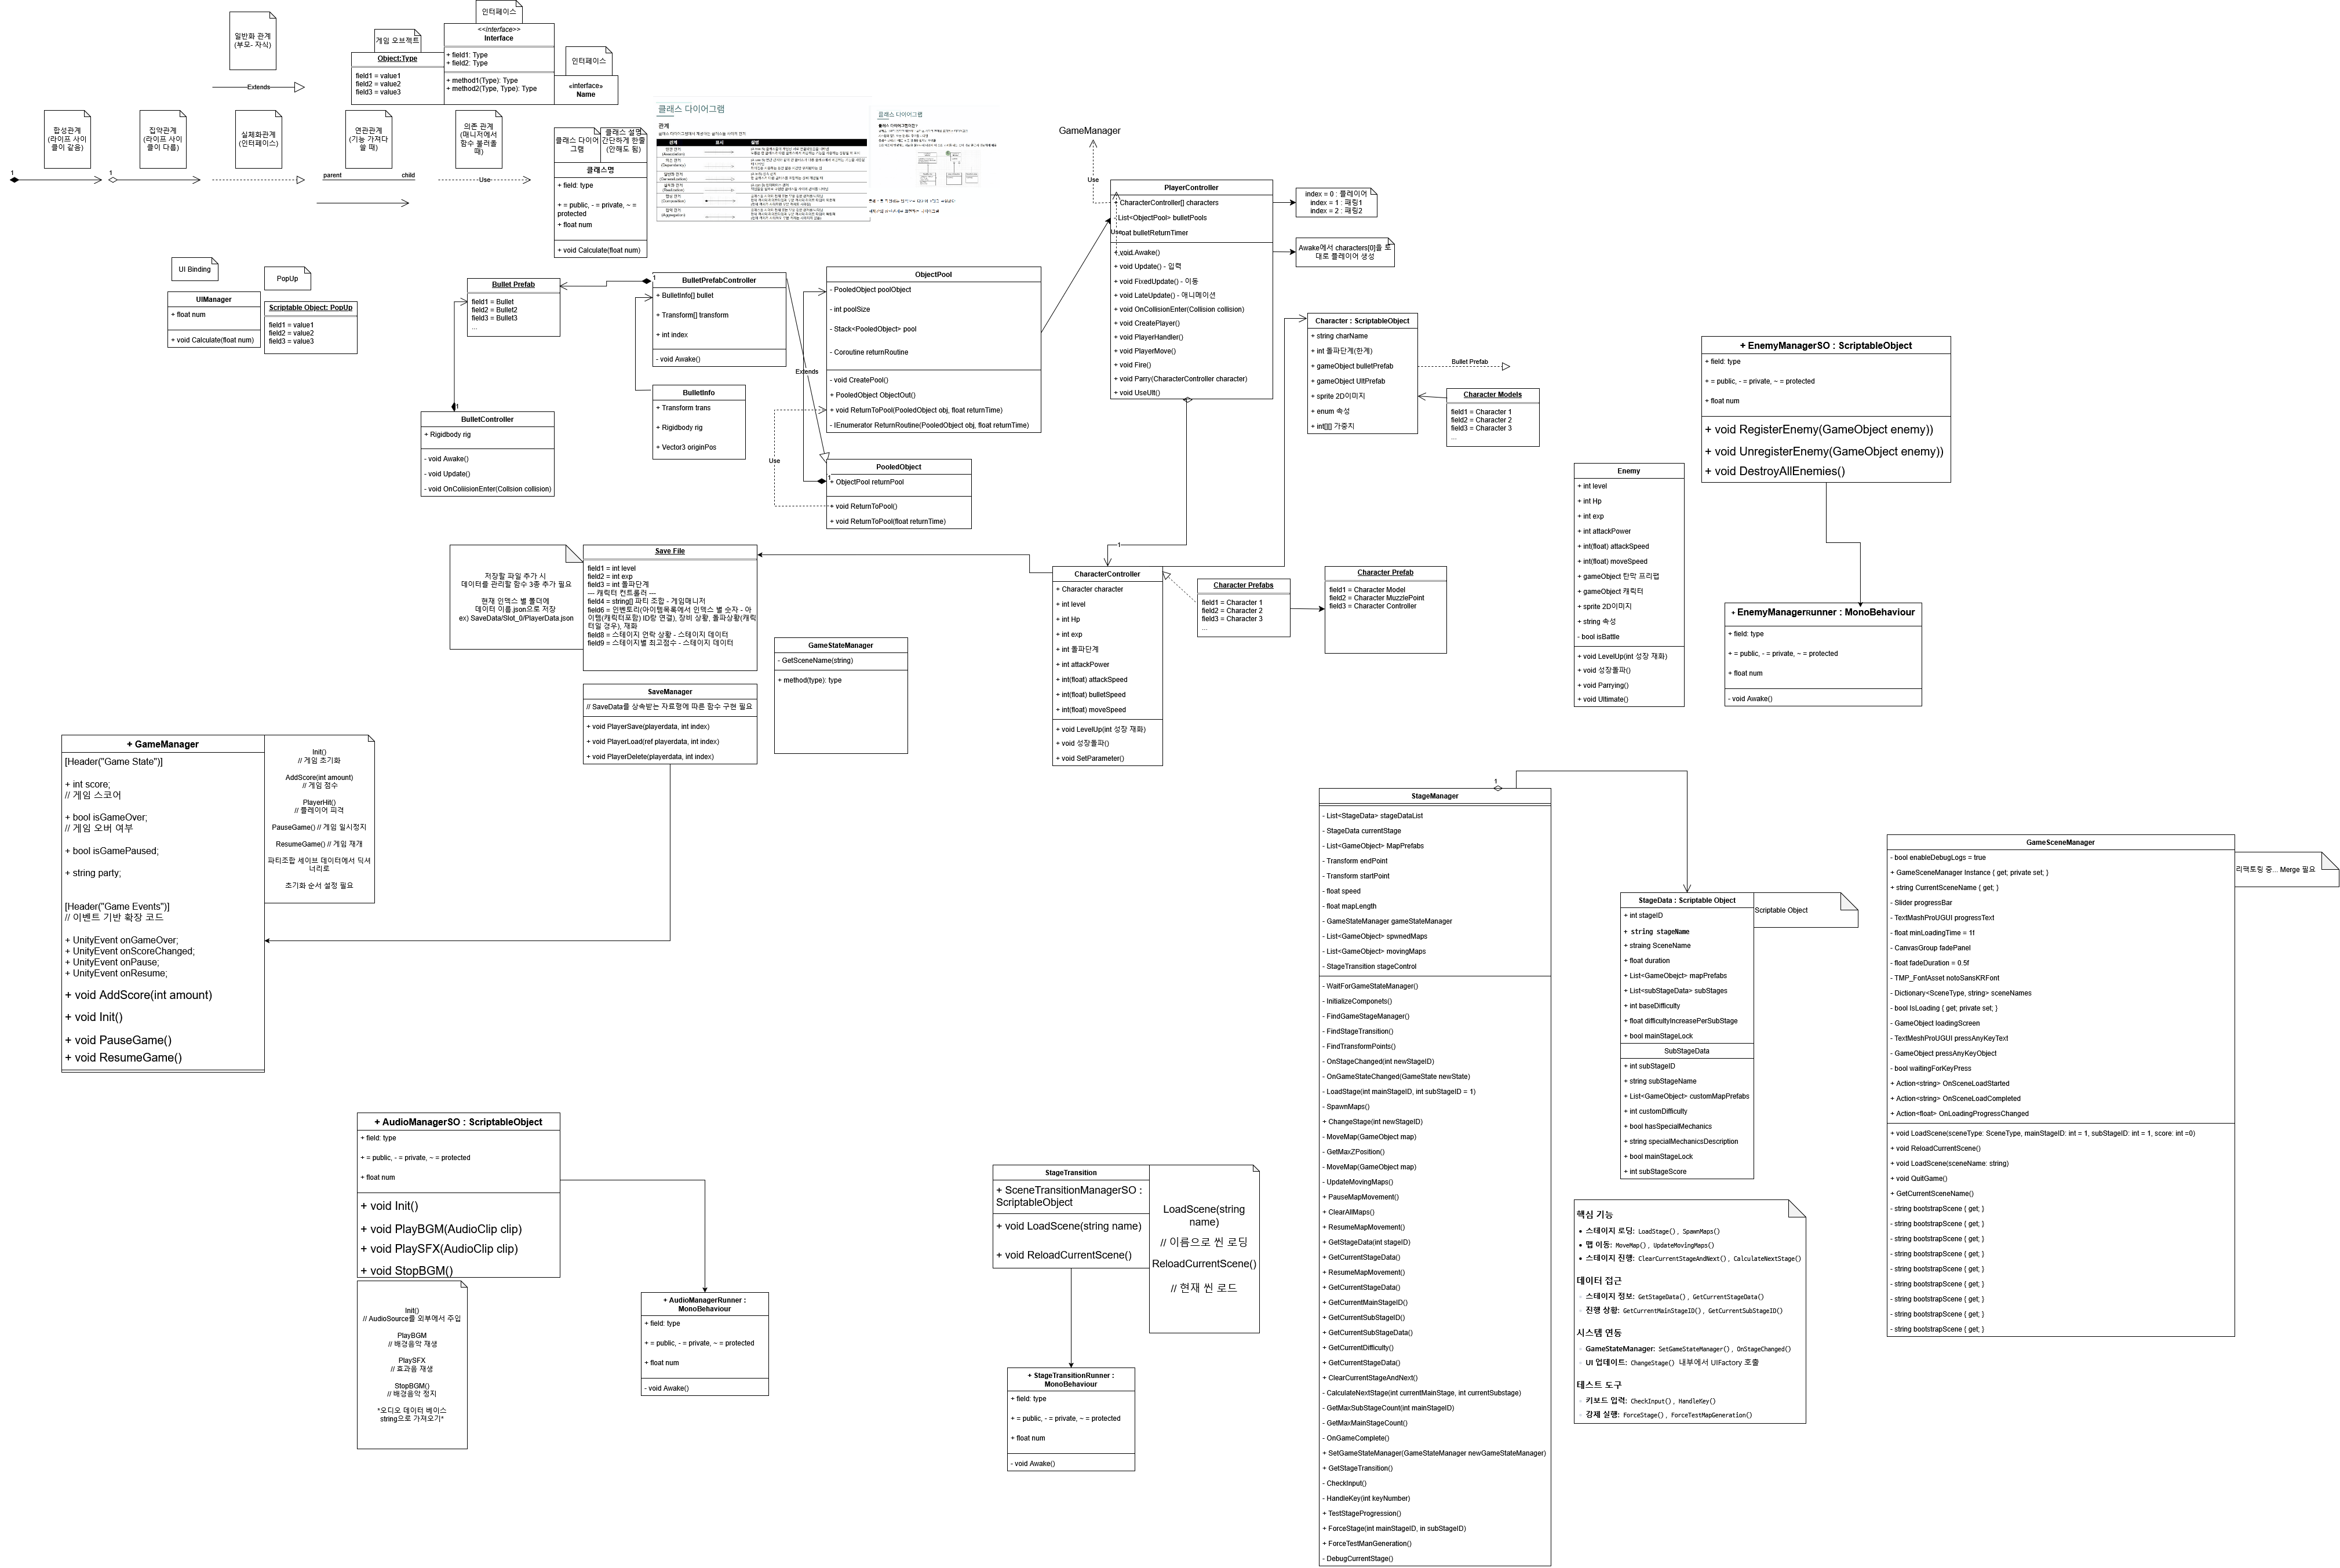 일반화 관계
(부모- 자식)
Extends
게임 오브젝트
Object:Type
field1 = value1
field2 = value2
field3 = value3
인터페이스
<<Interface>>
Interface
+ field1: Type
+ field2: Type
+ method1(Type): Type
+ method2(Type, Type): Type
인터페이스
«interface»
Name
합성관계
(라이프 사이
클이 같음)
1
집약관계
(라이프 사이
클이 다름)
1
실체화관계
(인터페이스)
연관관계
(기능 가져다
쓸 때)
parent
child
의존 관계
(매니저에서
함수 불러올
때)
Use
클래스 다이어
그램
클래스 설명
간단하게 한줄
(안해도 됨)
클래스명
+ field: type
+ = public, - = private, ~ =
protected
+ float num
+ void Calculate(float num)
클래스 다이어그램
관계
관계
표시
설명
클래스 다이어그램
UI Binding
UIManager
+ float num
+ void Calculate(float num)
PopUp
Scriptable Object: PopUp
field1 = value1
field2 = value2
field3 = value3
Bullet Prefab
field1 = Bullet
field2 = Bullet2
field3 = Bullet3
...
1
BulletController
+ Rigidbody rig
- void Awake()
- void Update()
- void OnColiisionEnter(Collsion collision)
1
BulletPrefabController
+ BulletInfo[] bullet
+ Transform[] transform
+ int index
- void Awake()
BulletInfo
+ Transform trans
+ Rigidbody rig
+ Vector3 originPos
Extends
ObjectPool
- PooledObject poolObject
- int poolSize
- Stack<PooledObject> pool
- Coroutine returnRoutine
- void CreatePool()
+ PooledObject ObjectOut()
+ void ReturnToPool(PooledObject obj, float returnTime)
- IEnumerator ReturnRoutine(PooledObject obj, float returnTime)
Use
PooledObject
1
+ ObjectPool returnPool
+ void ReturnToPool()
+ void ReturnToPool(float returnTime)
GameManager
Use
PlayerController
+ CharacterController[] characters
- List<ObjectPool> bulletPools
float bulletReturnTimer
Use
+ void Awake()
+ void Update() - 입력
+ void FixedUpdate() - 이동
+ void LateUpdate() - 애니메이션
+ void OnCollisionEnter(Collision collision)
+ void CreatePlayer()
+ void PlayerHandler()
+ void PlayerMove()
+ void Fire()
+ void Parry(CharacterController character)
+ void UseUlt()
index = 0 : 플레이어
index = 1 : 패링1
index = 2 : 패링2
Awake에서 characters[0]을 토
대로 플레이어 생성
Character : ScriptableObject
+ string charName
+ int 돌파단계(한계)
+ gameObject bulletPrefab
+ gameObject UltPrefab
+ sprite 2D이미지
+ enum 속성
+ int[][] 가중치
Bullet Prefab
Character Models
field1 = Character 1
field2 = Character 2
field3 = Character 3
...
+ EnemyManagerSO : ScriptableObject
+ field: type
+ = public, - = private, ~ = protected
+ float num
+ void RegisterEnemy(GameObject enemy))
+ void UnregisterEnemy(GameObject enemy))
+ void DestroyAllEnemies()
Enemy
+ int level
+ int Hp
+ int exp
+ int attackPower
+ int(float) attackSpeed
+ int(float) moveSpeed
+ gameObject 탄막 프리팹
+ gameObject 캐릭터
+ sprite 2D이미지
+ string 속성
- bool isBattle
+ void LevelUp(int 성장 재화)
+ void 성장돌파()
+ void Parrying()
+ void Ultimate()
+ EnemyManagerRunner : MonoBehaviour
+ field: type
+ = public, - = private, ~ = protected
+ float num
- void Awake()
저장할 파일 추가 시
데이터를 관리할 함수 3종 추가 필요
현재 인덱스 별 폴더에
데이터 이름.json으로 저장
ex) SaveData/Slot_0/PlayerData.json
Save File
field1 = int level
field2 = int exp
field3 = int 돌파단계
--- 캐릭터 컨트롤러 ---
field4 = string[] 파티 조합 - 게임매니저
field6 = 인벤토리(아이템목록에서 인덱스 별 숫자 - 아
이템(캐릭터포함) ID랑 연결), 장비 상황, 돌파상황(캐릭
터일 경우), 재화
field8 = 스테이지 언락 상황 - 스테이지 데이터
field9 = 스테이지별 최고점수 - 스테이지 데이터
SaveManager
// SaveData를 상속받는 자료형에 따른 함수 구현 필요
+ void PlayerSave(playerdata, int index)
+ void PlayerLoad(ref playerdata, int index)
+ void PlayerDelete(playerdata, int index)
GameStateManager
- GetSceneName(string)
+ method(type): type
1
CharacterController
+ Character character
+ int level
+ int Hp
+ int exp
+ int 돌파단계
+ int attackPower
+ int(float) attackSpeed
+ int(float) bulletSpeed
+ int(float) moveSpeed
+ void LevelUp(int 성장 재화)
+ void 성장돌파()
+ void SetParameter()
Character Prefabs
field1 = Character 1
field2 = Character 2
field3 = Character 3
...
Character Prefab
field1 = Character Model
field2 = Character MuzzlePoint
field3 = Character Controller
+ GameManager
[Header("Game State")]
+ int score;
// 게임 스코어
+ bool isGameOver;
// 게임 오버 여부
+ bool isGamePaused;
+ string party;
[Header("Game Events")]
// 이벤트 기반 확장 코드
+ UnityEvent onGameOver;
+ UnityEvent onScoreChanged;
+ UnityEvent onPause;
+ UnityEvent onResume;
+ void AddScore(int amount)
+ void Init()
+ void PauseGame()
+ void ResumeGame()
Init()
// 게임 초기화
AddScore(int amount)
// 게임 점수
PlayerHit()
// 플레이어 피격
PauseGame() // 게임 일시정지
ResumeGame() // 게임 재개
파티조합 세이브 데이터에서 딕셔
너리로
초기화 순서 설정 필요
+ AudioManagerSO : ScriptableObject
+ field: type
+ = public, - = private, ~ = protected
+ float num
+ void Init()
+ void PlayBGM(AudioClip clip)
+ void PlaySFX(AudioClip clip)
+ void StopBGM()
Init()
// AudioSource를 외부에서 주입
PlayBGM
// 배경음악 재생
PlaySFX
// 효과음 재생
StopBGM()
// 배경음악 정지
*오디오 데이터 베이스
string으로 가져오기*
+ AudioManagerRunner :
MonoBehaviour
+ field: type
+ = public, - = private, ~ = protected
+ float num
- void Awake()
StageTransition
+ SceneTransitionManagerSO :
ScriptableObject
+ void LoadScene(string name)
+ void ReloadCurrentScene()
LoadScene(string
name)
// 이름으로 씬 로딩
ReloadCurrentScene()
// 현재 씬 로드
+ StageTransitionRunner :
MonoBehaviour
+ field: type
+ = public, - = private, ~ = protected
+ float num
- void Awake()
1
StageManager
- List<StageData> stageDataList
- StageData currentStage
- List<GameObject> MapPrefabs
- Transform endPoint
- Transform startPoint
- float speed
- float mapLength
- GameStateManager gameStateManager
- List<GameObject> spwnedMaps
- List<GameObject> movingMaps
- StageTransition stageControl
- WaitForGameStateManager()
- InitializeComponets()
- FindGameStageManager()
- FindStageTransition()
- FindTransformPoints()
- OnStageChanged(int newStageID)
- OnGameStateChanged(GameState newState)
- LoadStage(int mainStageID, int subStageID = 1)
- SpawnMaps()
+ ChangeStage(int newStageID)
- MoveMap(GameObject map)
- GetMaxZPosition()
- MoveMap(GameObject map)
- UpdateMovingMaps()
+ PauseMapMovement()
+ ClearAllMaps()
+ ResumeMapMovement()
+ GetStageData(int stageID)
+ GetCurrentStageData()
+ ResumeMapMovement()
+ GetCurrentStageData()
+ GetCurrentMainStageID()
+ GetCurrentSubStageID()
+ GetCurrentSubStageData()
+ GetCurrentDifficulty()
+ GetCurrentStageData()
+ ClearCurrentStageAndNext()
- CalculateNextStage(int currentMainStage, int currentSubstage)
- GetMaxSubStageCount(int mainStageID)
- GetMaxMainStageCount()
- OnGameComplete()
+ SetGameStateManager(GameStateManager newGameStateManager)
+ GetStageTransition()
- CheckInput()
- HandleKey(int keyNumber)
+ TestStageProgression()
+ ForceStage(int mainStageID, in subStageID)
+ ForceTestManGeneration()
- DebugCurrentStage()
StageData : Scriptable Object
+ int stageID
+ string stageName
+ straing SceneName
+ float duration
+ List<GameObejct> mapPrefabs
+ List<subStageData> subStages
+ int baseDifficulty
+ float difficultyIncreasePerSubStage
+ bool mainStageLock
SubStageData
+ int subStageID
+ string subStageName
+ List<GameObject> customMapPrefabs
+ int customDifficulty
+ bool hasSpecialMechanics
+ string specialMechanicsDescription
+ bool mainStageLock
+ int subStageScore
Scriptable Object
핵심 기능
• 스테이지 로딩: LoadStage() , SpawnMaps()
• 맵 이동: MoveMap() , UpdateMovingMaps()
• 스테이지 진행: ClearCurrentStageAndNext() , CalculateNextStage()
데이터 접근
◦ 스테이지 정보: GetStageData() , GetCurrentStageData()
◦ 진행 상황: GetCurrentMainStageID() , GetCurrentSubStageID()
시스템 연동
◦ GameStateManager: SetGameStateManager() , OnStageChanged()
◦ UI 업데이트: ChangeStage() 내부에서 UIFactory 호출
테스트 도구
◦ 키보드 입력: CheckInput() , HandleKey()
◦ 강제 실행: ForceStage() , ForceTestMapGeneration()
GameSceneManager
- bool enableDebugLogs = true
+ GameSceneManager Instance { get; private set; }
+ string CurrentSceneName { get; }
- Slider progressBar
- TextMashProUGUI progressText
- float minLoadingTime = 1f
- CanvasGroup fadePanel
- float fadeDuration = 0.5f
- TMP_FontAsset notoSansKRFont
- Dictionary<SceneType, string> sceneNames
- bool IsLoading { get; private set; }
- GameObject loadingScreen
- TextMeshProUGUI pressAnyKeyText
- GameObject pressAnyKeyObject
- bool waitingForKeyPress
+ Action<string> OnSceneLoadStarted
+ Action<string> OnSceneLoadCompleted
+ Action<float> OnLoadingProgressChanged
+ void LoadScene(sceneType: SceneType, mainStageID: int = 1, subStageID: int = 1, score: int =0)
+ void ReloadCurrentScene()
+ void LoadScene(sceneName: string)
+ void QuitGame()
+ GetCurrentSceneName()
- string bootstrapScene { get; }
- string bootstrapScene { get; }
- string bootstrapScene { get; }
- string bootstrapScene { get; }
- string bootstrapScene { get; }
- string bootstrapScene { get; }
- string bootstrapScene { get; }
- string bootstrapScene { get; }
- string bootstrapScene { get; }
리팩토링 중... Merge 필요